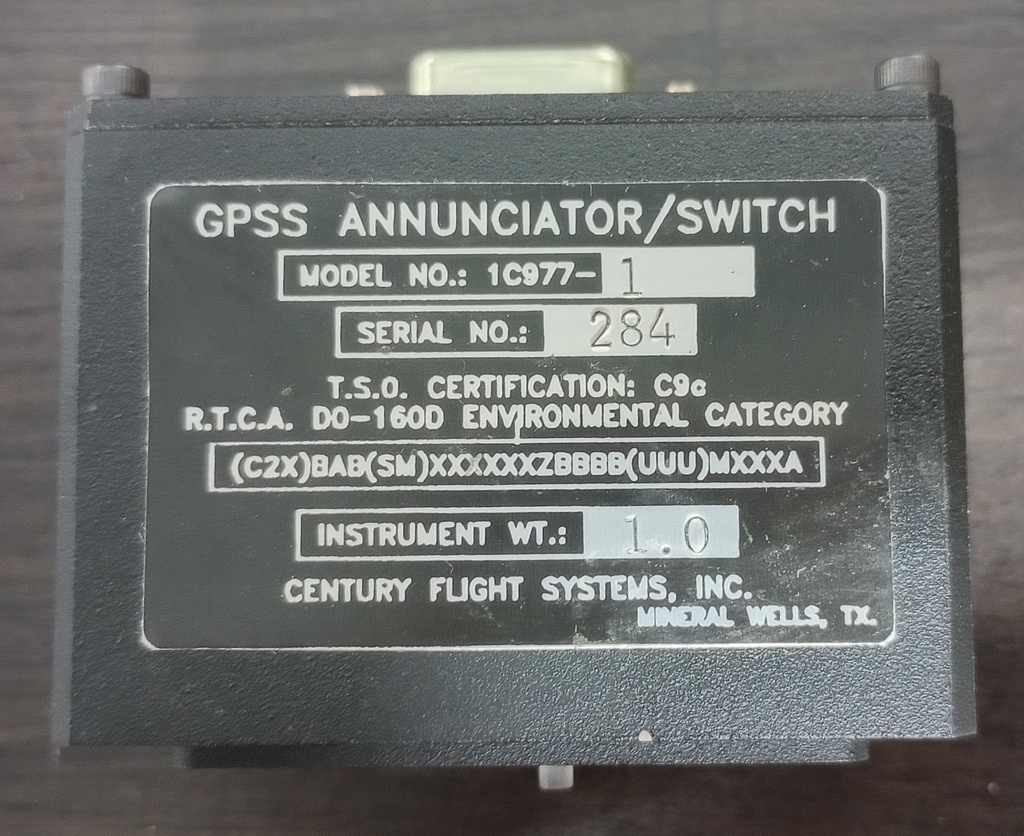 GPSS ANNUNCIATOR/SWITCH
MODEL NO.: 1C977- 1
SERIAL NO.: 284
T.S.O. CERTIFICATION: C9c
R.T.C.A. DO-160D ENVIRONMENTAL CATEGORY
(C2X)BAB(SM)XXXXXXZBBBB(UUU)MXXXA
INSTRUMENT WT.: 1.0
CENTURY FLIGHT SYSTEMS, INC.
MINERAL WELLS, TX.